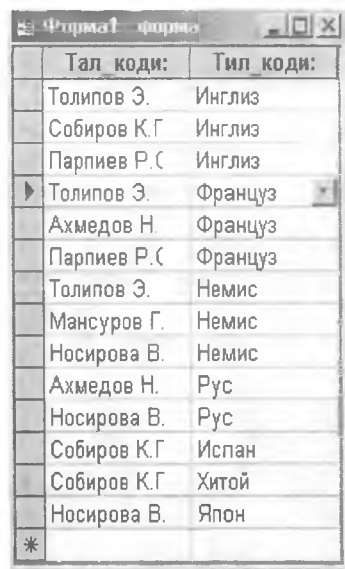 Форма1 форма
Тал_коди: Тил_коди:
Толипов Э. Инглиз
Собиров К.Г Инглиз
Парпиев Р.( Инглиз
Толипов Э. Француз
Ахмедов Н. Француз
Парпиев Р.( Француз
Толипов Э. Немис
Мансуров Г. Немис
Носирова В. Немис
Ахмедов Н. Рус
Носирова В. Рус
Собиров К.Г Испан
Собиров К.Г Хитой
Носирова В. Япон